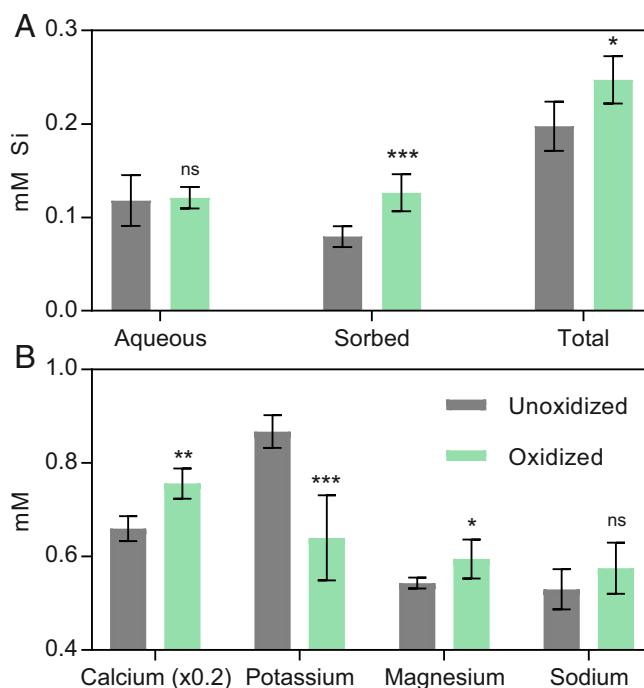 A
0.3
0.2
0.1
0.0
mM Si
ns
***
*
Aqueous Sorbed Total
B
1.0
0.8
0.6
0.4
mM
Unoxidized
Oxidized
**
***
*
ns
Calcium (x0.2) Potassium Magnesium Sodium